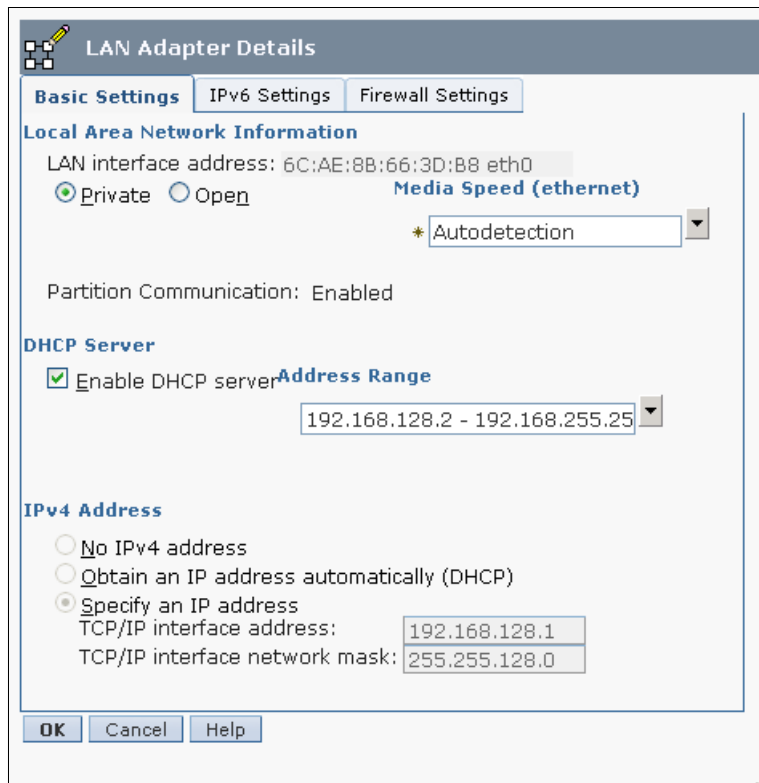 LAN Adapter Details
Basic Settings IPv6 Settings Firewall Settings
Local Area Network Information
LAN interface address: 6C:AE:8B:66:3D:B8 eth0
Private Open Media Speed (ethernet)
* Autodetection
Partition Communication: Enabled
DHCP Server
Enable DHCP server Address Range
192.168.128.2 - 192.168.255.25
IPv4 Address
No IPv4 address
Obtain an IP address automatically (DHCP)
Specify an IP address
TCP/IP interface address: 192.168.128.1
TCP/IP interface network mask: 255.255.128.0
OK Cancel Help